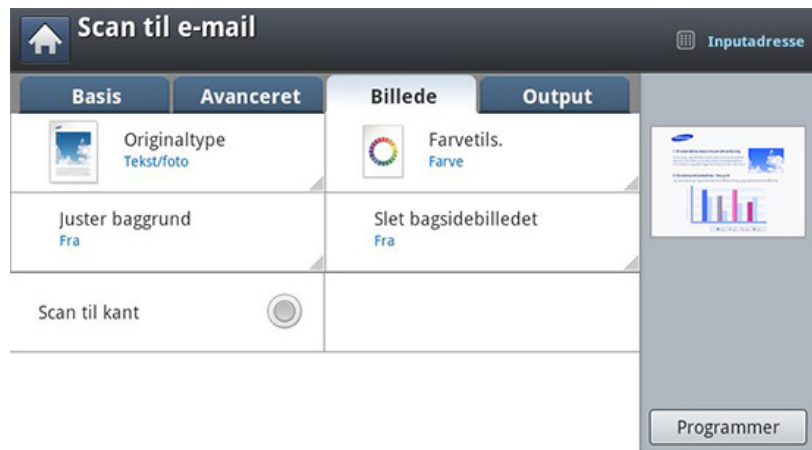 Scan til e-mail
Inputadresse
Basis
Avanceret
Billede
Output
Originaltype
Tekst/foto
Farvetils.
Farve
Juster baggrund
Fra
Slet bagsidebilledet
Fra
Scan til kant
Programmer